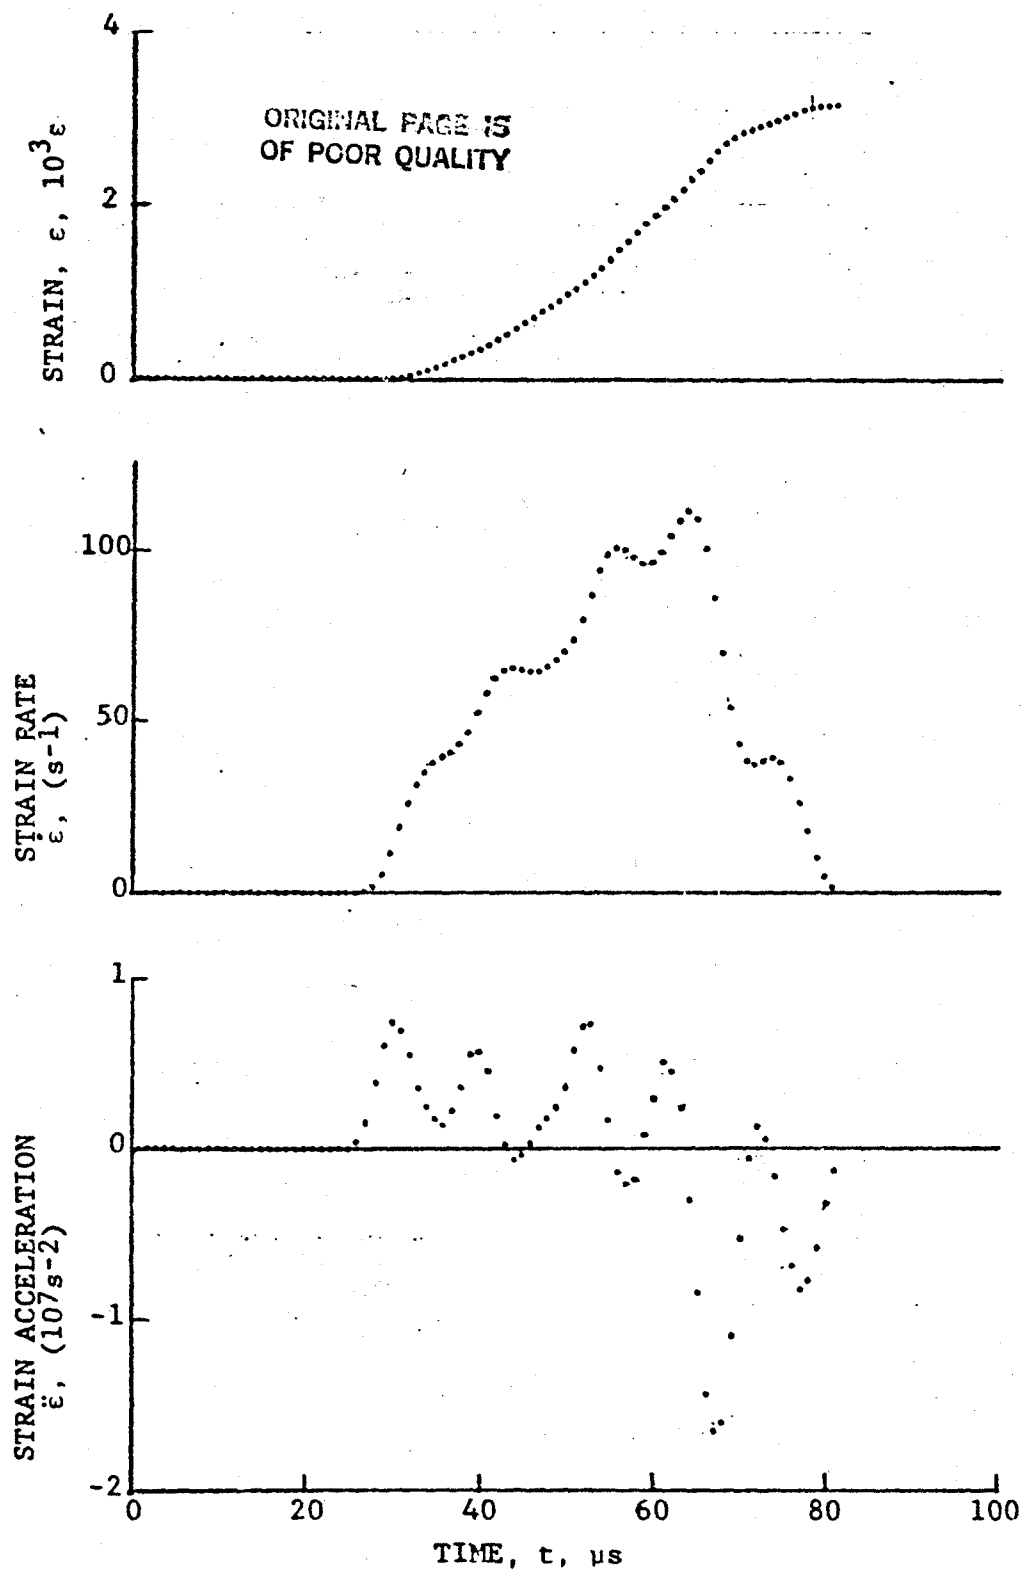 4
ORIGINAL PAGE IS
OF POOR QUALITY
2
0
STRAIN, ε, 10³ε
100
50
0
STRAIN RATE
ε̇, (s-1)
1
0
-1
-2
STRAIN ACCELERATION
ε̈, (10⁷s-2)
0 20 40 60 80 100
TIME, t, µs